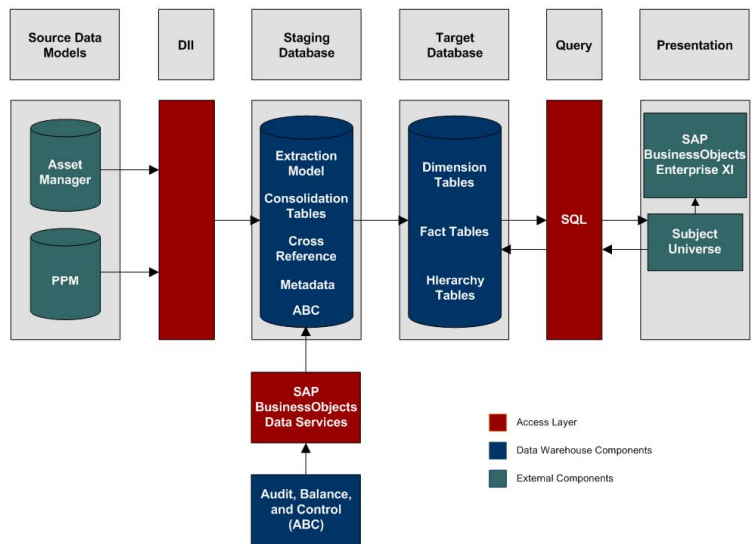 Source Data
Models
DII
Staging
Database
Target
Database
Query
Presentation
Asset
Manager
PPM
Extraction
Model
Consolidation
Tables
Cross
Reference
Metadata
ABC
Dimension
Tables
Fact Tables
HIerarchy
Tables
SQL
SAP
BusinessObjects
Enterprise XI
Subject
Universe
SAP
BusinessObjects
Data Services
Audit, Balance,
and Control
(ABC)
Access Layer
Data Warehouse Components
External Components